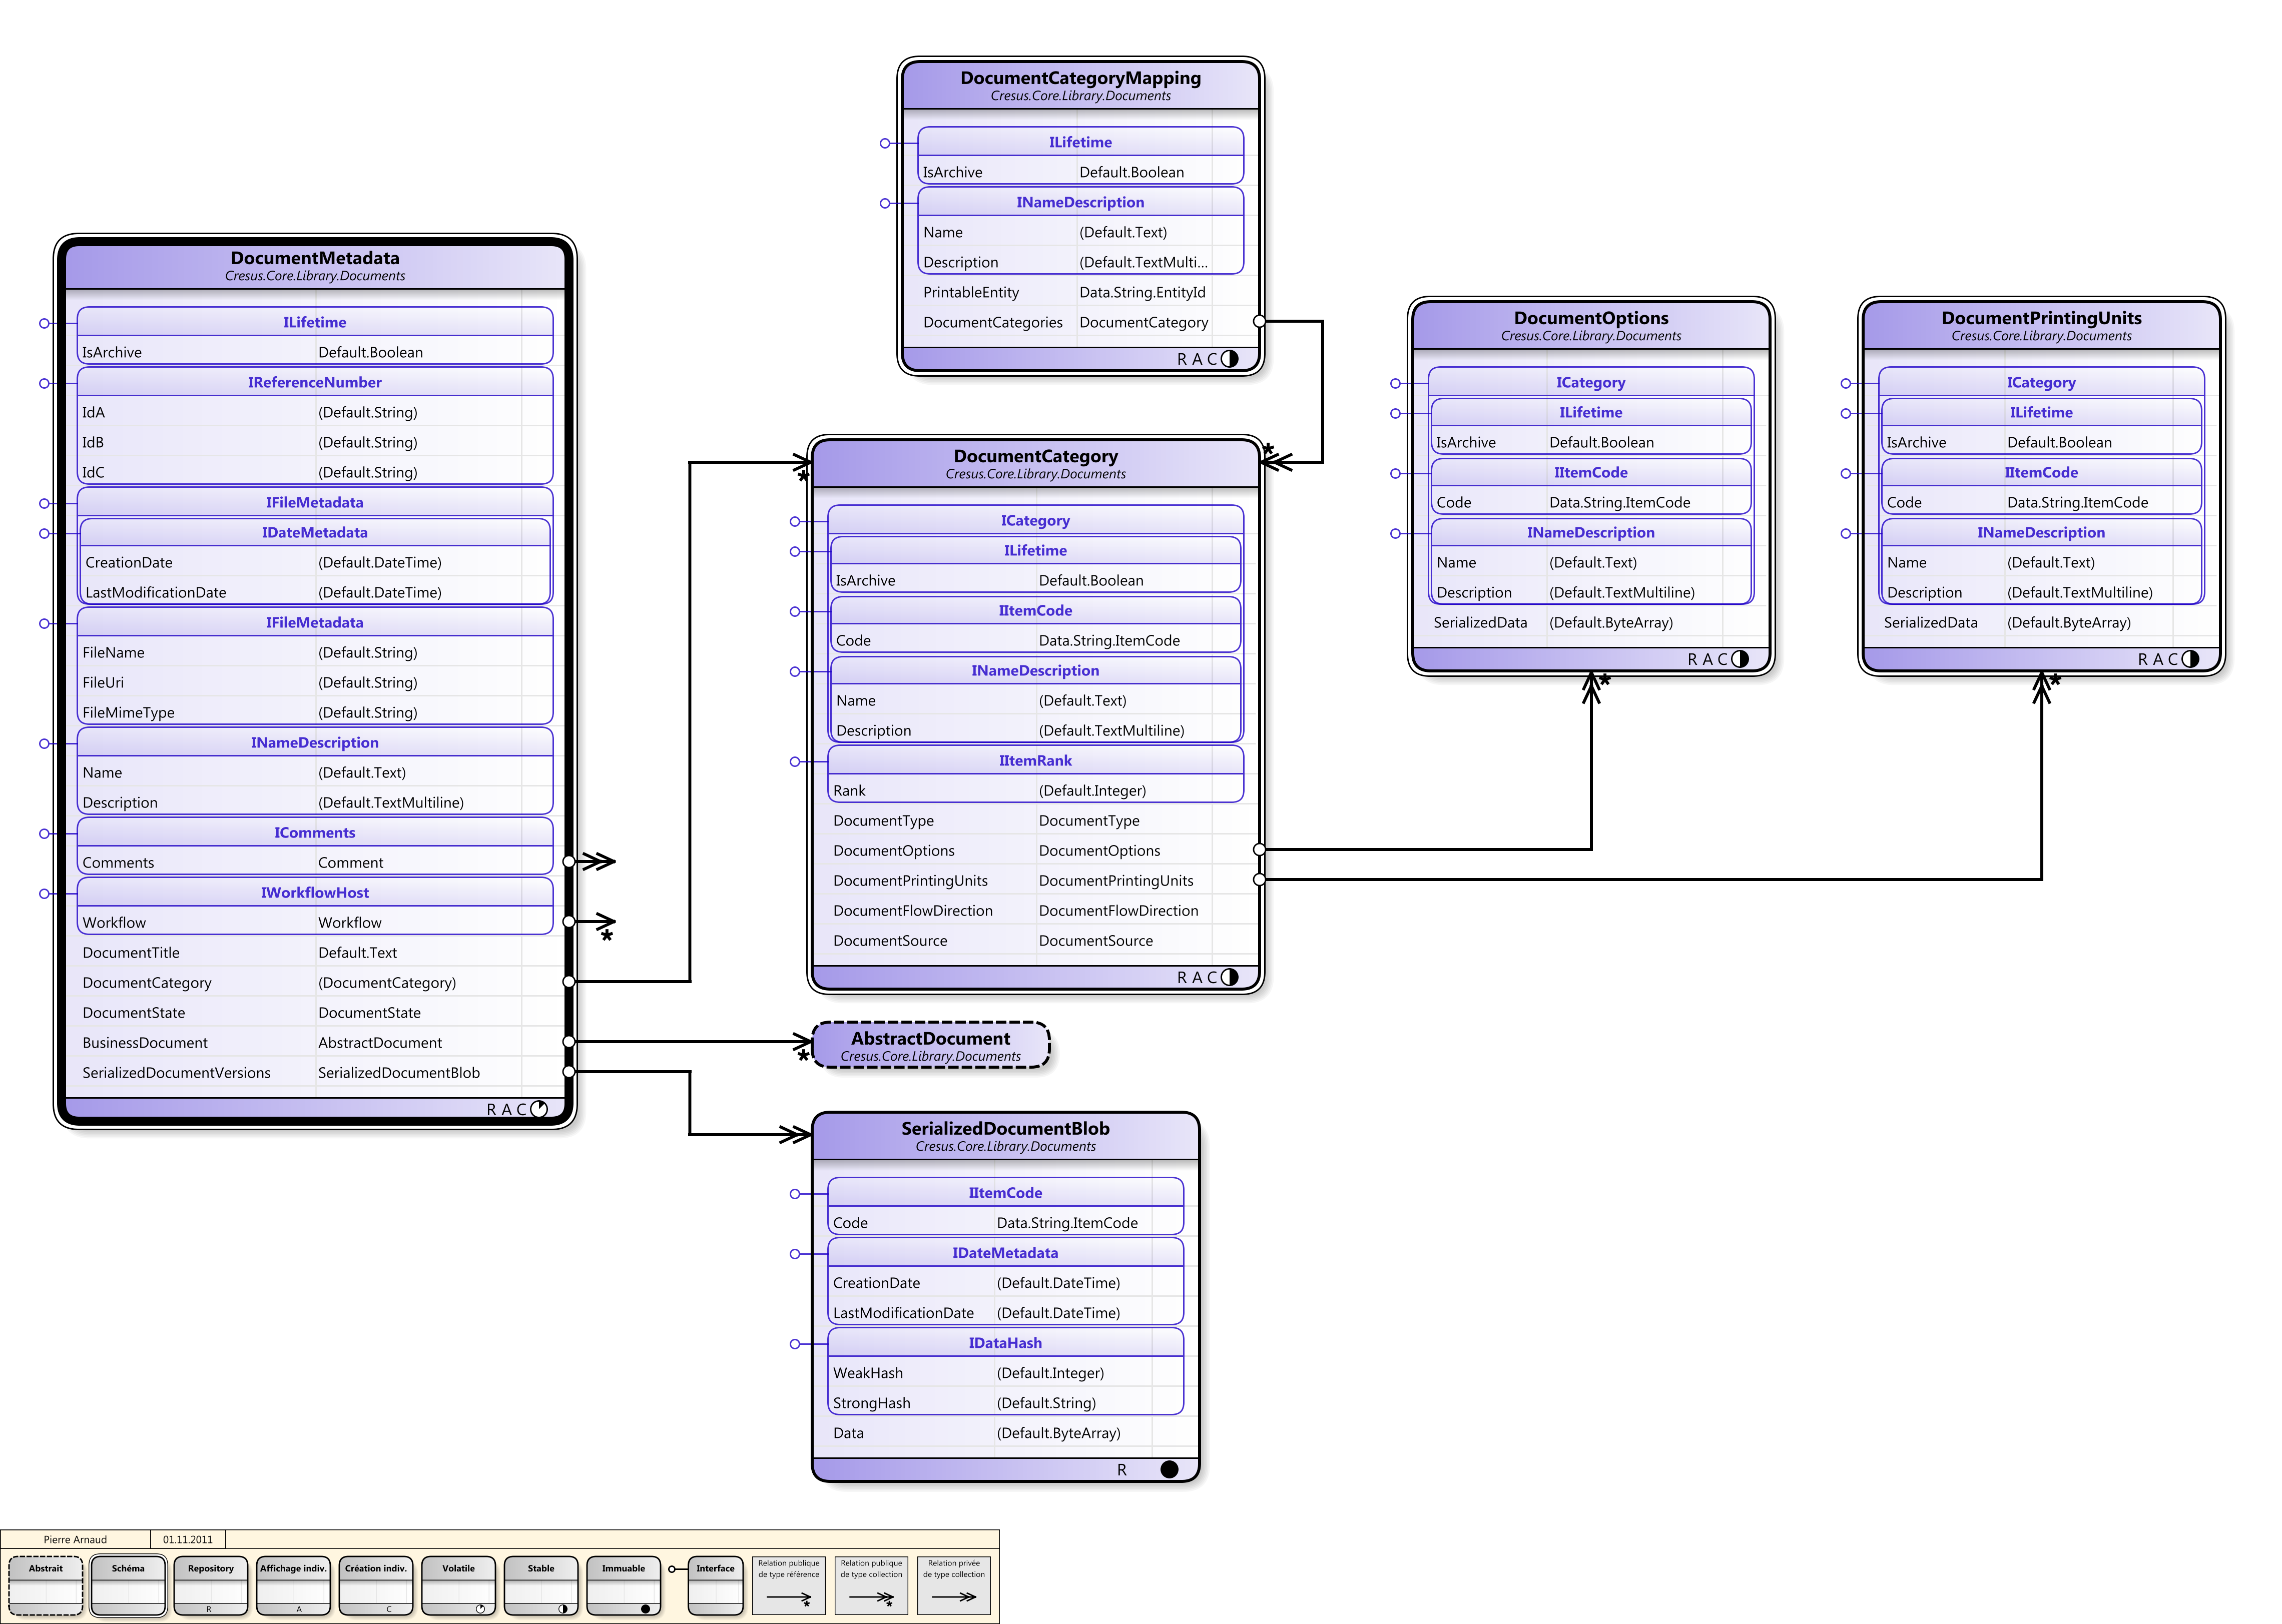 DocumentCategoryMapping
Cresus.Core.Library.Documents
ILifetime
IsArchive Default.Boolean
INameDescription
Name (Default.Text)
Description (Default.TextMulti...
PrintableEntity Data.String.EntityId
DocumentCategories DocumentCategory
R A C
DocumentMetadata
Cresus.Core.Library.Documents
ILifetime
IsArchive Default.Boolean
IReferenceNumber
IdA (Default.String)
IdB (Default.String)
IdC (Default.String)
IFileMetadata
IDateMetadata
CreationDate (Default.DateTime)
LastModificationDate (Default.DateTime)
IFileMetadata
FileName (Default.String)
FileUri (Default.String)
FileMimeType (Default.String)
INameDescription
Name (Default.Text)
Description (Default.TextMultiline)
IComments
Comments Comment
IWorkflowHost
Workflow Workflow
*
DocumentTitle Default.Text
DocumentCategory (DocumentCategory)
DocumentState DocumentState
BusinessDocument AbstractDocument
SerializedDocumentVersions SerializedDocumentBlob
R A C
*
*
DocumentCategory
Cresus.Core.Library.Documents
ICategory
ILifetime
IsArchive Default.Boolean
IItemCode
Code Data.String.ItemCode
INameDescription
Name (Default.Text)
Description (Default.TextMultiline)
IItemRank
Rank (Default.Integer)
DocumentType DocumentType
DocumentOptions DocumentOptions
DocumentPrintingUnits DocumentPrintingUnits
DocumentFlowDirection DocumentFlowDirection
DocumentSource DocumentSource
R A C
DocumentOptions
Cresus.Core.Library.Documents
ICategory
ILifetime
IsArchive Default.Boolean
IItemCode
Code Data.String.ItemCode
INameDescription
Name (Default.Text)
Description (Default.TextMultiline)
SerializedData (Default.ByteArray)
R A C
*
DocumentPrintingUnits
Cresus.Core.Library.Documents
ICategory
ILifetime
IsArchive Default.Boolean
IItemCode
Code Data.String.ItemCode
INameDescription
Name (Default.Text)
Description (Default.TextMultiline)
SerializedData (Default.ByteArray)
R A C
*
AbstractDocument
Cresus.Core.Library.Documents
*
SerializedDocumentBlob
Cresus.Core.Library.Documents
IItemCode
Code Data.String.ItemCode
IDateMetadata
CreationDate (Default.DateTime)
LastModificationDate (Default.DateTime)
IDataHash
WeakHash (Default.Integer)
StrongHash (Default.String)
Data (Default.ByteArray)
R
Pierre Arnaud 01.11.2011
Abstrait
Schéma
Repository
R
Affichage indiv.
A
Création indiv.
C
Volatile
Stable
Immuable
Interface
Relation publique
de type référence
*
Relation publique
de type collection
*
Relation privée
de type collection